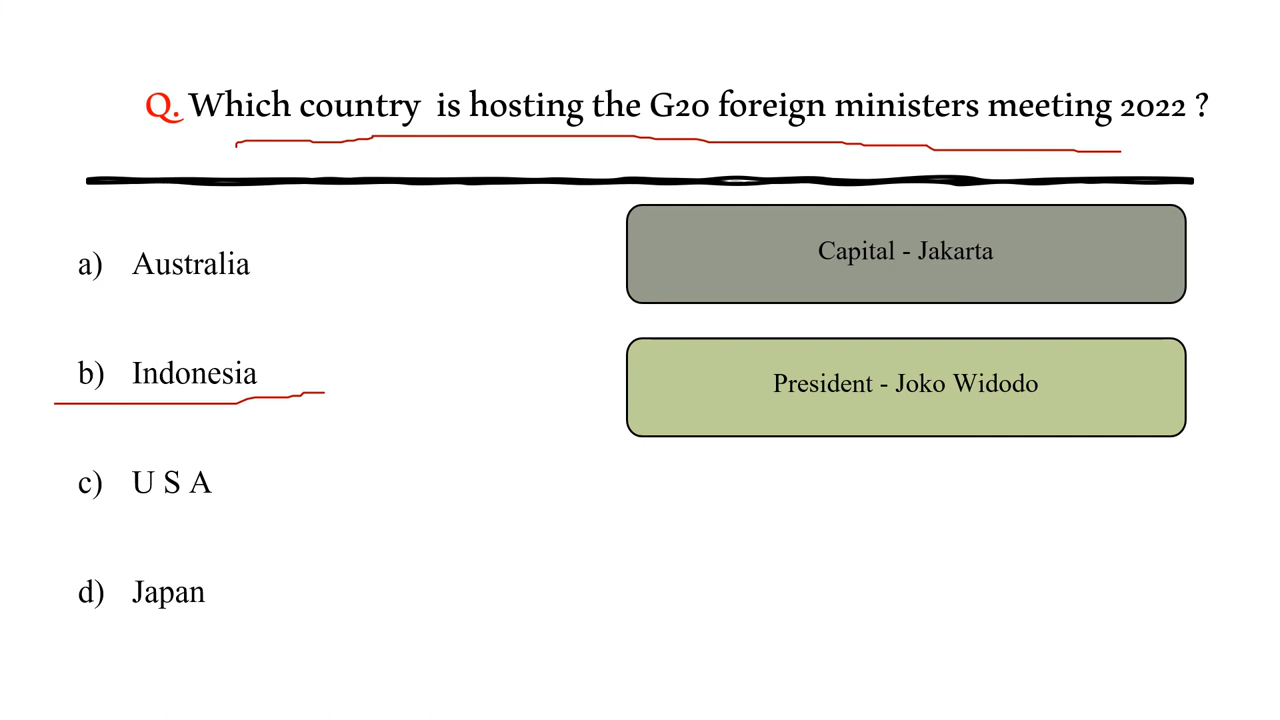 Q. Which country is hosting the G20 foreign ministers meeting 2022 ?
a) Australia
b) Indonesia
c) U S A
d) Japan
Capital - Jakarta
President - Joko Widodo